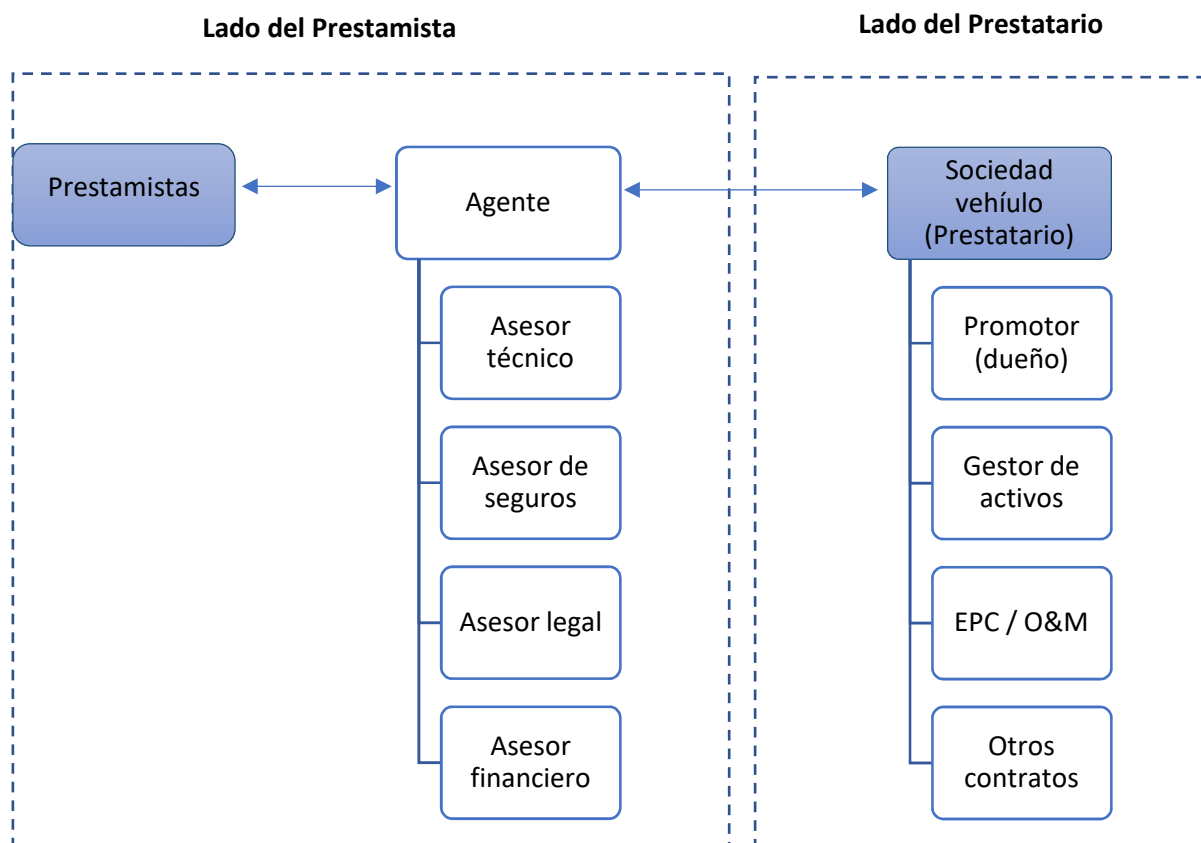 Lado del Prestamista
Lado del Prestatario
Prestamistas
Agente
Sociedad
vehíulo
(Prestatario)
Asesor
técnico
Promotor
(dueño)
Asesor de
seguros
Gestor de
activos
Asesor legal
EPC / O&M
Asesor
financiero
Otros
contratos